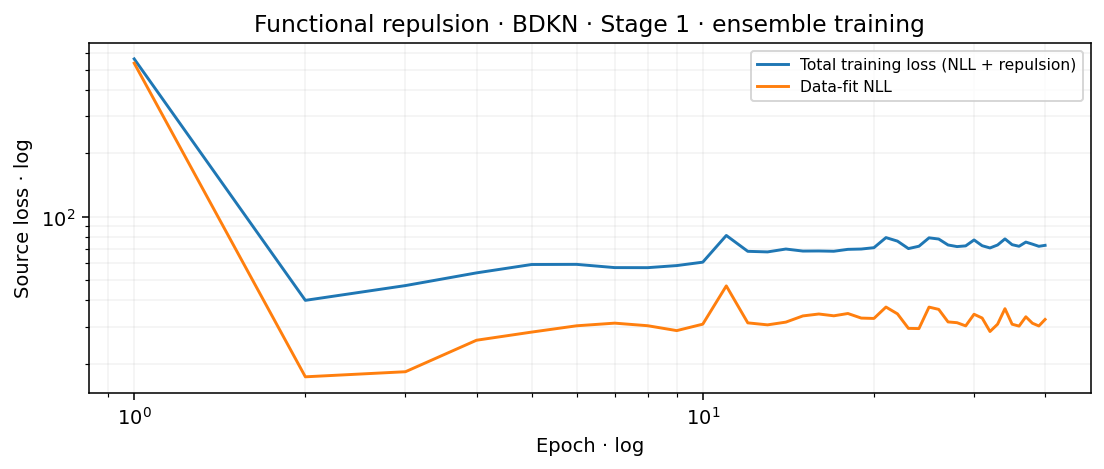 Functional repulsion · BDKN · Stage 1 · ensemble training
Total training loss (NLL + repulsion)
Data-fit NLL
Source loss · log
10²
10⁰
10¹
Epoch · log